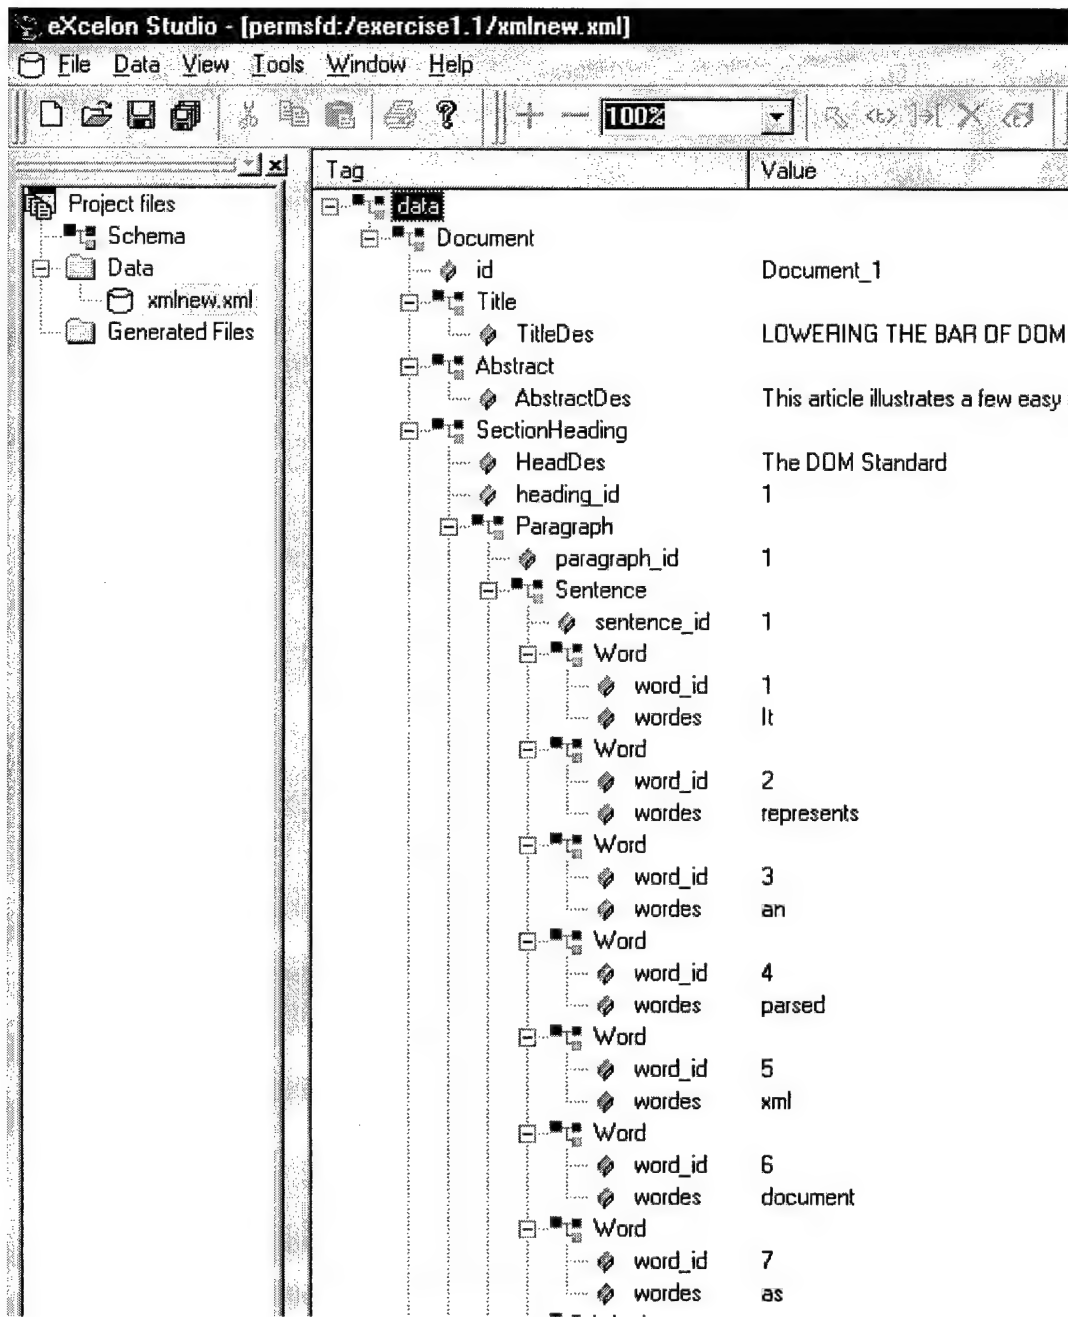 eXcelon Studio - [permsfd:/exercise1.1/xmlnew.xml]
File Data View Tools Window Help
100%
Tag Value
Project files
Schema
Data
xmlnew.xml
Generated Files
data
Document
id Document_1
Title
TitleDes LOWERING THE BAR OF DOM
Abstract
AbstractDes This article illustrates a few easy
SectionHeading
HeadDes The DOM Standard
heading_id 1
Paragraph
paragraph_id 1
Sentence
sentence_id 1
Word
word_id 1
wordes It
Word
word_id 2
wordes represents
Word
word_id 3
wordes an
Word
word_id 4
wordes parsed
Word
word_id 5
wordes xml
Word
word_id 6
wordes document
Word
word_id 7
wordes as